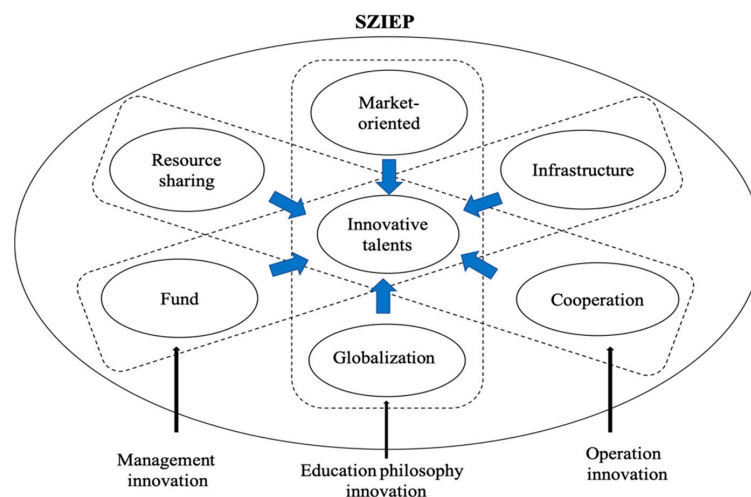 SZIEP
Market-
oriented
Resource
sharing
Infrastructure
Innovative
talents
Fund
Cooperation
Globalization
Management
innovation
Education philosophy
innovation
Operation
innovation